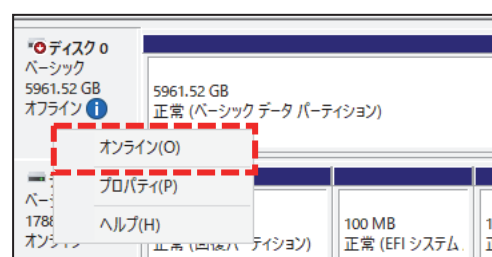 ディスク 0
ベーシック
5961.52 GB
オフライン
5961.52 GB
正常 (ベーシック データ パーティション)
オンライン(O)
プロパティ(P)
ヘルプ(H)
1788
100 MB
正常 (EFI システム